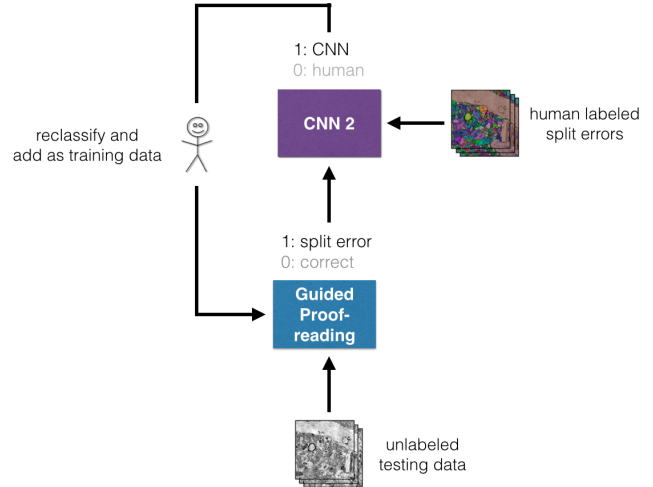 1: CNN
0: human
CNN 2
human labeled
split errors
reclassify and
add as training data
1: split error
0: correct
Guided
Proof-
reading
unlabeled
testing data